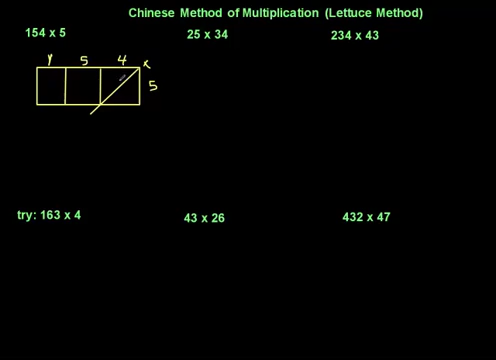 Chinese Method of Multiplication (Lettuce Method)
154 x 5
25 x 34
234 x 43
1 5 4 x
5
try: 163 x 4
43 x 26
432 x 47